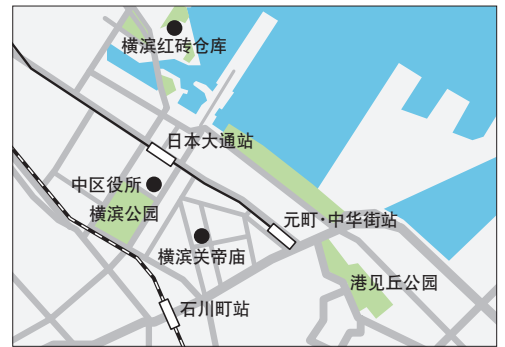 横滨红砖仓库
日本大通站
中区役所
横滨公园
元町·中华街站
横滨关帝庙
港见丘公园
石川町站